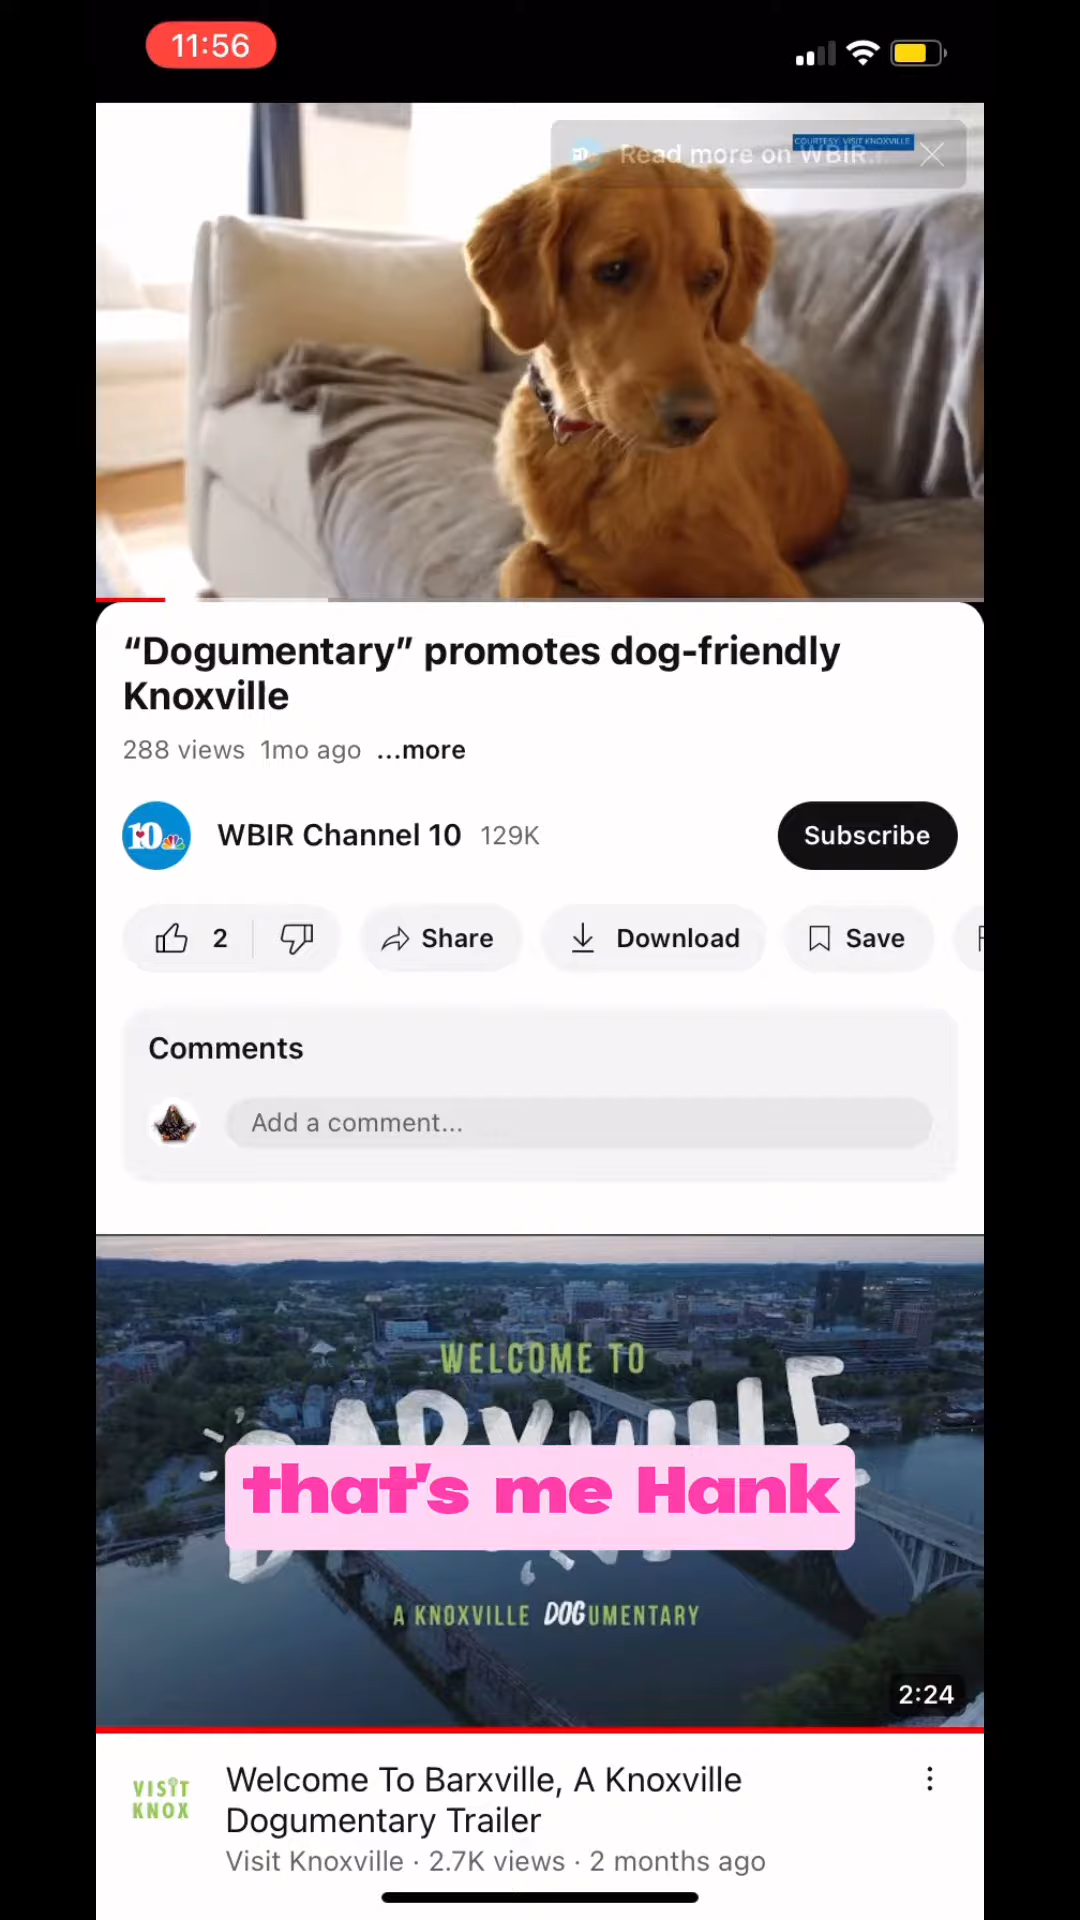 11:56
COURTESY: VISIT KNOXVILLE
Read more on WBIR.
“Dogumentary” promotes dog-friendly
Knoxville
288 views 1mo ago ...more
10 WBIR Channel 10 129K Subscribe
2 Share Download Save
Comments
Add a comment...
WELCOME TO
that's me Hank
A KNOXVILLE DOGUMENTARY
2:24
VISIT
KNOX
Welcome To Barxville, A Knoxville
Dogumentary Trailer
Visit Knoxville · 2.7K views · 2 months ago